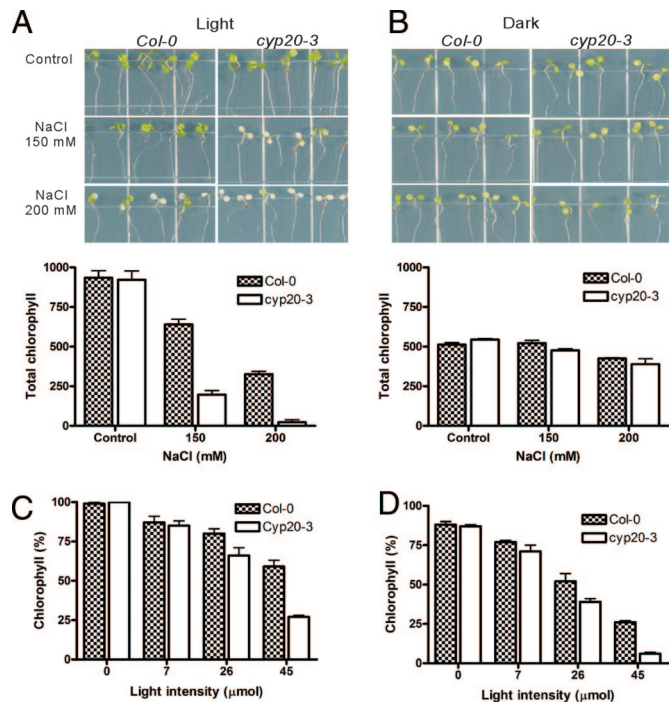 A
Light
Col-0 cyp20-3
Control
NaCl
150 mM
NaCl
200 mM
Total chlorophyll
1000
750
500
250
0
Col-0
cyp20-3
Control 150 200
NaCl (mM)
B
Dark
Col-0 cyp20-3
Total chlorophyll
1000
750
500
250
0
Col-0
cyp20-3
Control 150 200
NaCl (mM)
C
Chlorophyll (%)
100
75
50
25
0
Col-0
Cyp20-3
0 7 26 45
Light intensity (μmol)
D
Chlorophyll (%)
100
75
50
25
0
Col-0
cyp20-3
0 7 26 45
Light intensity (μmol)